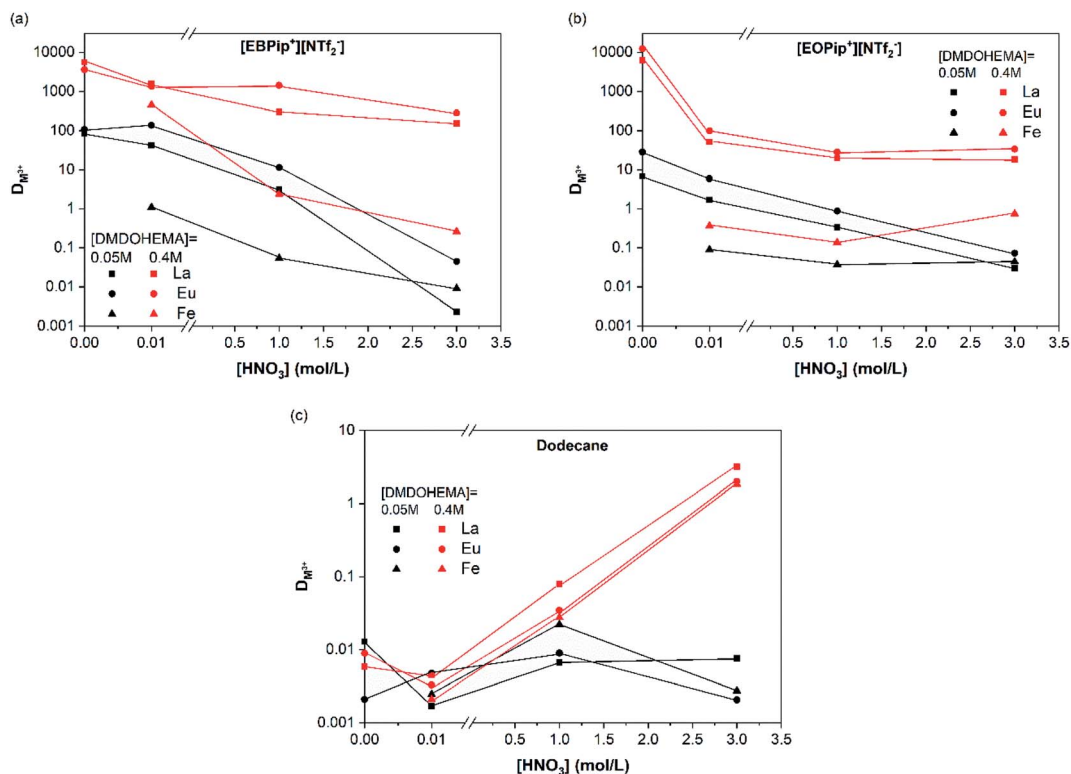 (a)
[EBPip⁺][NTf₂⁻]
10000
1000
100
10
1
0.1
0.01
0.001
D_M³⁺
[DMDOHEMA]=
0.05M 0.4M
La
Eu
Fe
0.00 0.01 0.5 1.0 1.5 2.0 2.5 3.0 3.5
[HNO₃] (mol/L)
(b)
[EOPip⁺][NTf₂⁻]
10000
1000
100
10
1
0.1
0.01
0.001
D_M³⁺
[DMDOHEMA]=
0.05M 0.4M
La
Eu
Fe
0.00 0.01 0.5 1.0 1.5 2.0 2.5 3.0 3.5
[HNO₃] (mol/L)
(c)
Dodecane
10
1
0.1
0.01
0.001
D_M³⁺
[DMDOHEMA]=
0.05M 0.4M
La
Eu
Fe
0.00 0.01 0.5 1.0 1.5 2.0 2.5 3.0 3.5
[HNO₃] (mol/L)